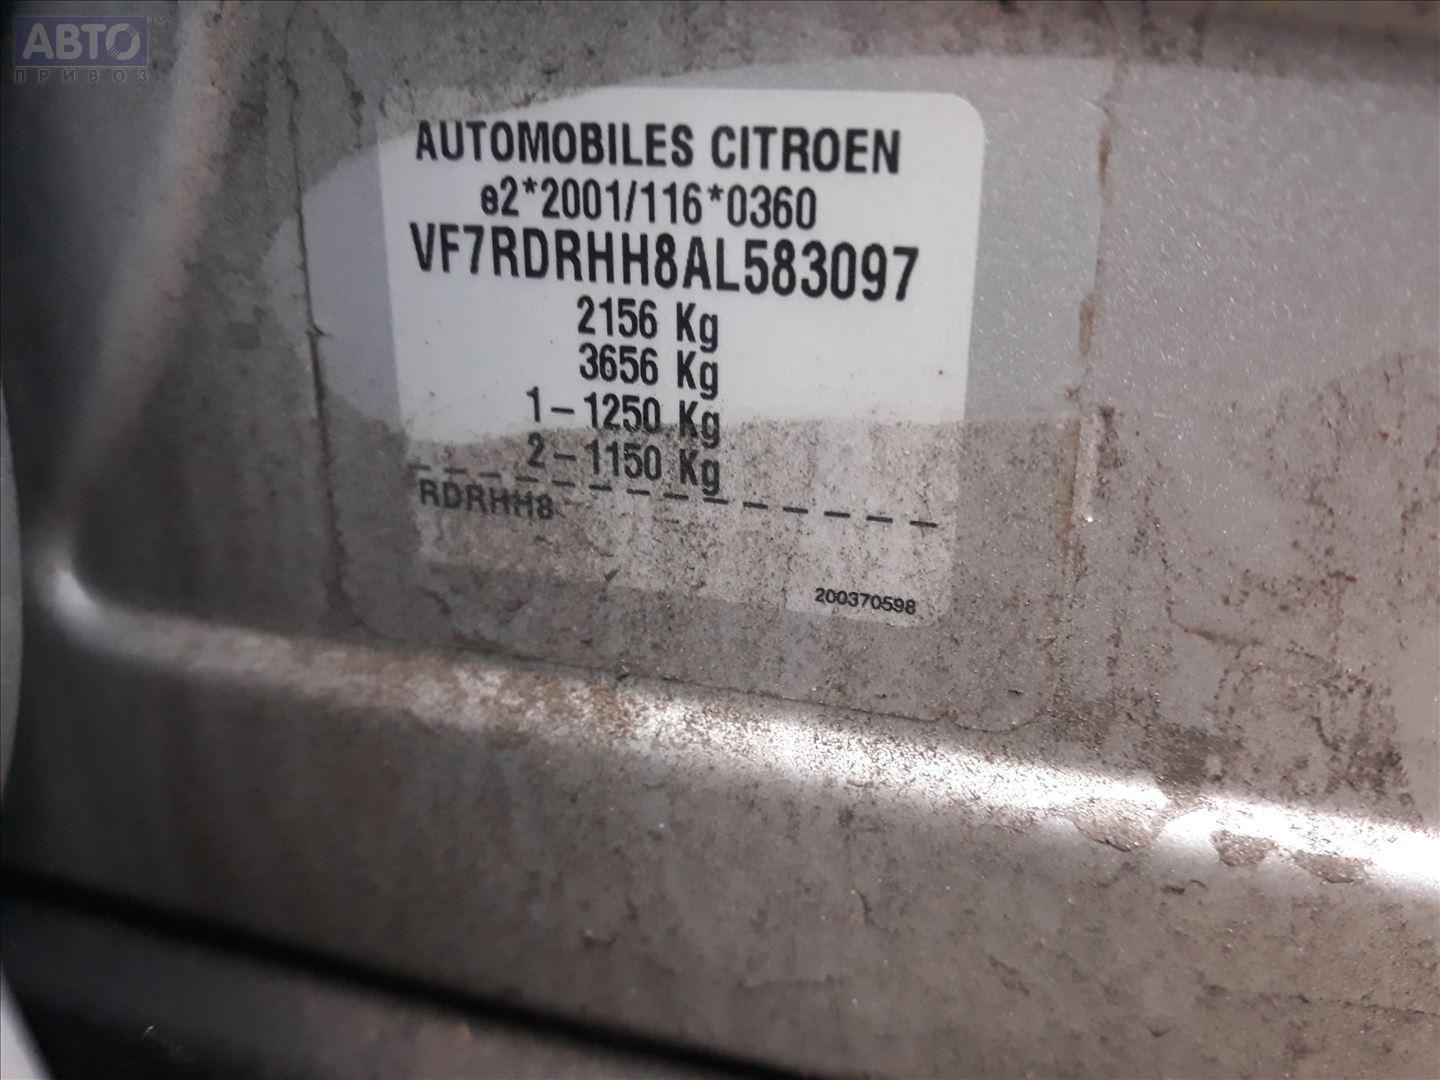 АВТО™
ПРИВОЗ
AUTOMOBILES CITROEN
e2*2001/116*0360
VF7RDRHH8AL583097
2156 Kg
3656 Kg
1-1250 Kg
2-1150 Kg
RDRHH8
200370598